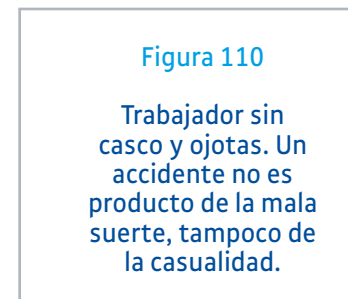 Figura 110
Trabajador sin
casco y ojotas. Un
accidente no es
producto de la mala
suerte, tampoco de
la casualidad.